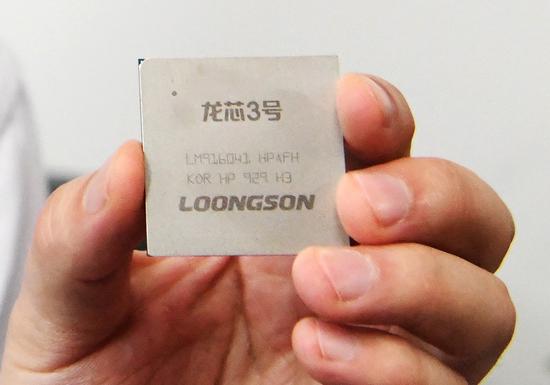 龙芯3号
LM916041 HPAFH
KOR HP 929 H3
LOONGSON